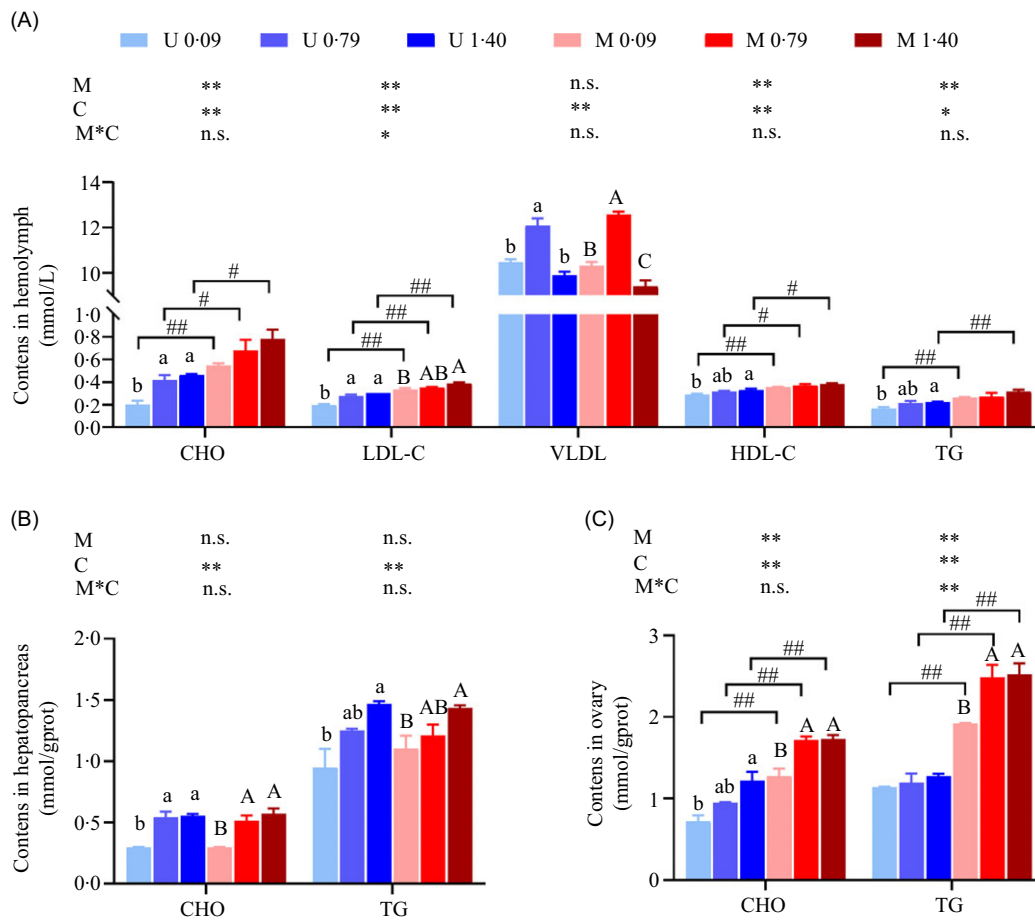 (A)
U 0·09 U 0·79 U 1·40 M 0·09 M 0·79 M 1·40
M ** ** n.s. ** **
C ** ** ** ** *
M*C n.s. * n.s. n.s. n.s.
Contens in hemolymph
(mmol/L)
14
12
10
1·0
0·8
0·6
0·4
0·2
0·0
## # #
b a a
## ## ##
b a a B AB A
b a b B A C
## # #
b ab a
## ##
b ab a
CHO LDL-C VLDL HDL-C TG
(B)
M n.s. n.s.
C ** **
M*C n.s. n.s.
Contens in hepatopancreas
(mmol/gprot)
2·0
1·5
1·0
0·5
0·0
b a a B A A
b ab a B AB A
CHO TG
(C)
M ** **
C ** **
M*C n.s. **
Contens in ovary
(mmol/gprot)
3
2
1
0
## ## ##
b ab a B A A
## ## ##
B A A
CHO TG